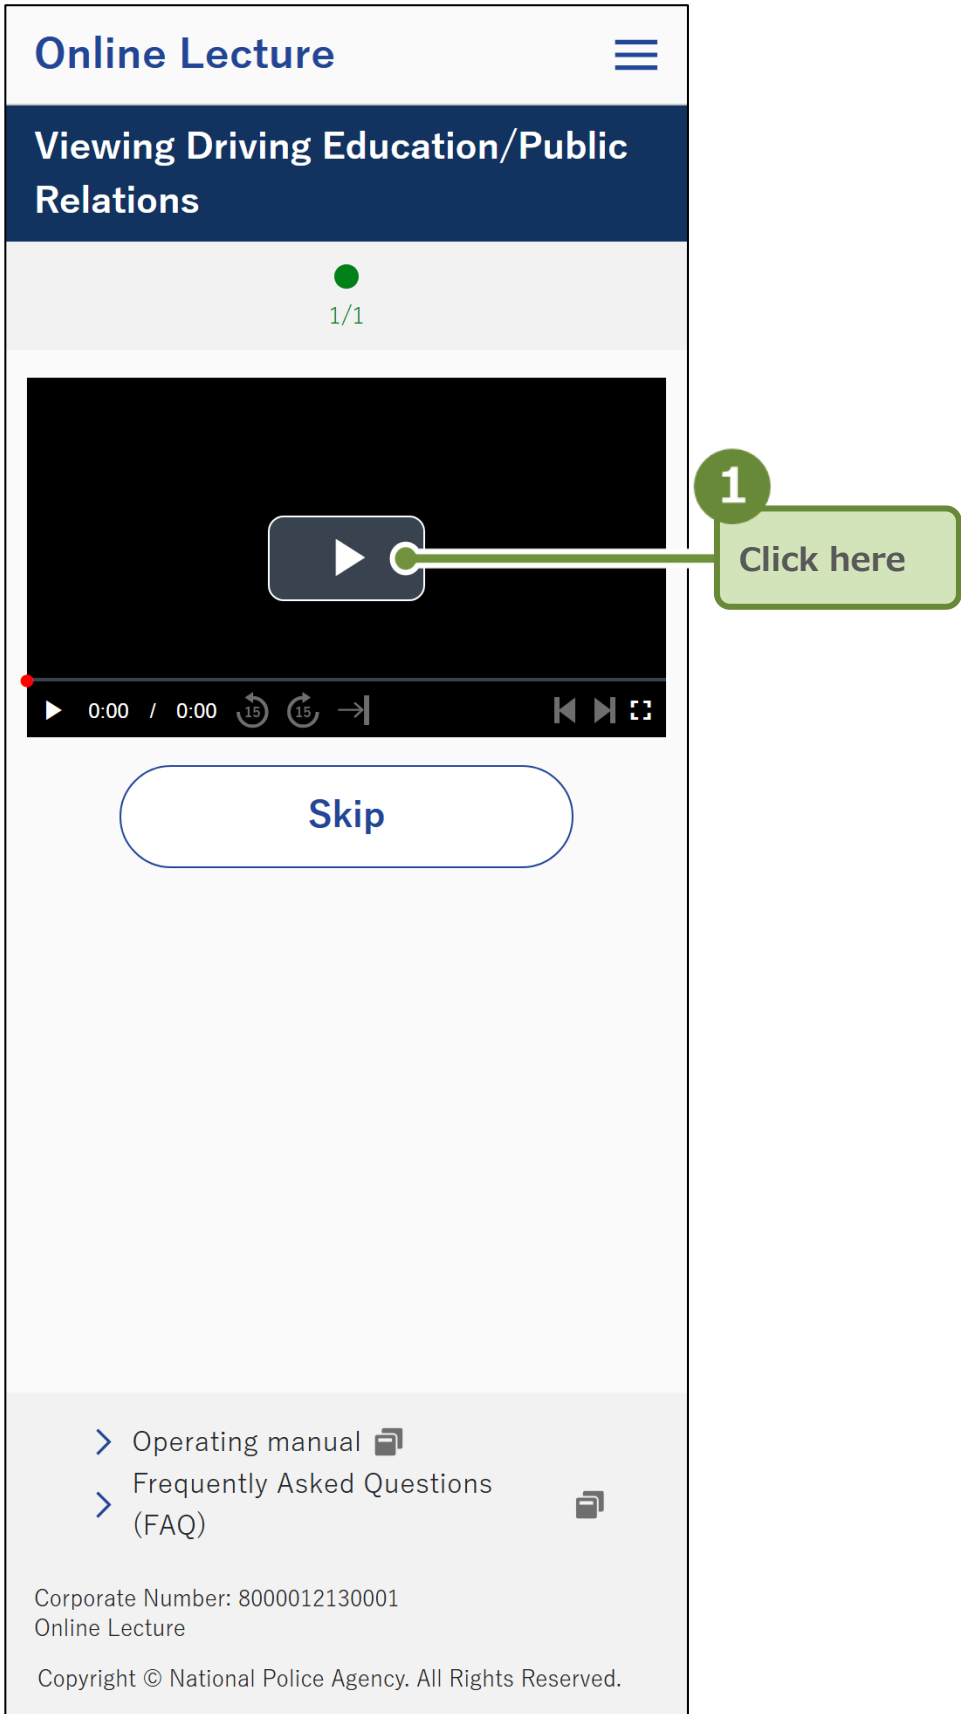 Online Lecture
Viewing Driving Education/Public
Relations
1/1
1
Click here
0:00 / 0:00 15 15
Skip
Operating manual
Frequently Asked Questions
(FAQ)
Corporate Number: 8000012130001
Online Lecture
Copyright © National Police Agency. All Rights Reserved.